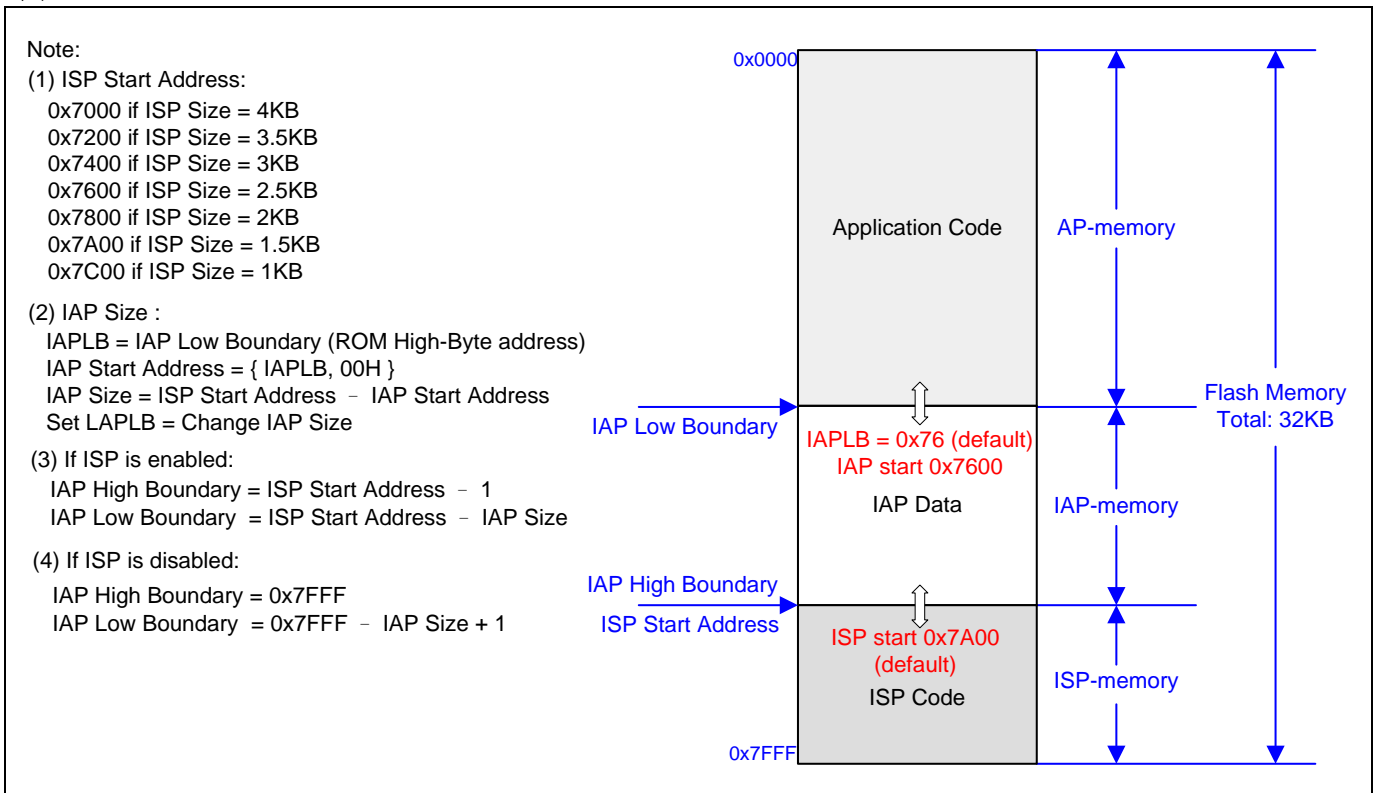 Note:
(1) ISP Start Address:
0x7000 if ISP Size = 4KB
0x7200 if ISP Size = 3.5KB
0x7400 if ISP Size = 3KB
0x7600 if ISP Size = 2.5KB
0x7800 if ISP Size = 2KB
0x7A00 if ISP Size = 1.5KB
0x7C00 if ISP Size = 1KB
(2) IAP Size :
IAPLB = IAP Low Boundary (ROM High-Byte address)
IAP Start Address = { IAPLB, 00H }
IAP Size = ISP Start Address – IAP Start Address
Set LAPLB = Change IAP Size
(3) If ISP is enabled:
IAP High Boundary = ISP Start Address – 1
IAP Low Boundary = ISP Start Address – IAP Size
(4) If ISP is disabled:
IAP High Boundary = 0x7FFF
IAP Low Boundary = 0x7FFF – IAP Size + 1
0x0000
Application Code
AP-memory
Flash Memory
Total: 32KB
IAP Low Boundary
IAPLB = 0x76 (default)
IAP start 0x7600
IAP Data
IAP-memory
IAP High Boundary
ISP Start Address
ISP start 0x7A00
(default)
ISP Code
ISP-memory
0x7FFF